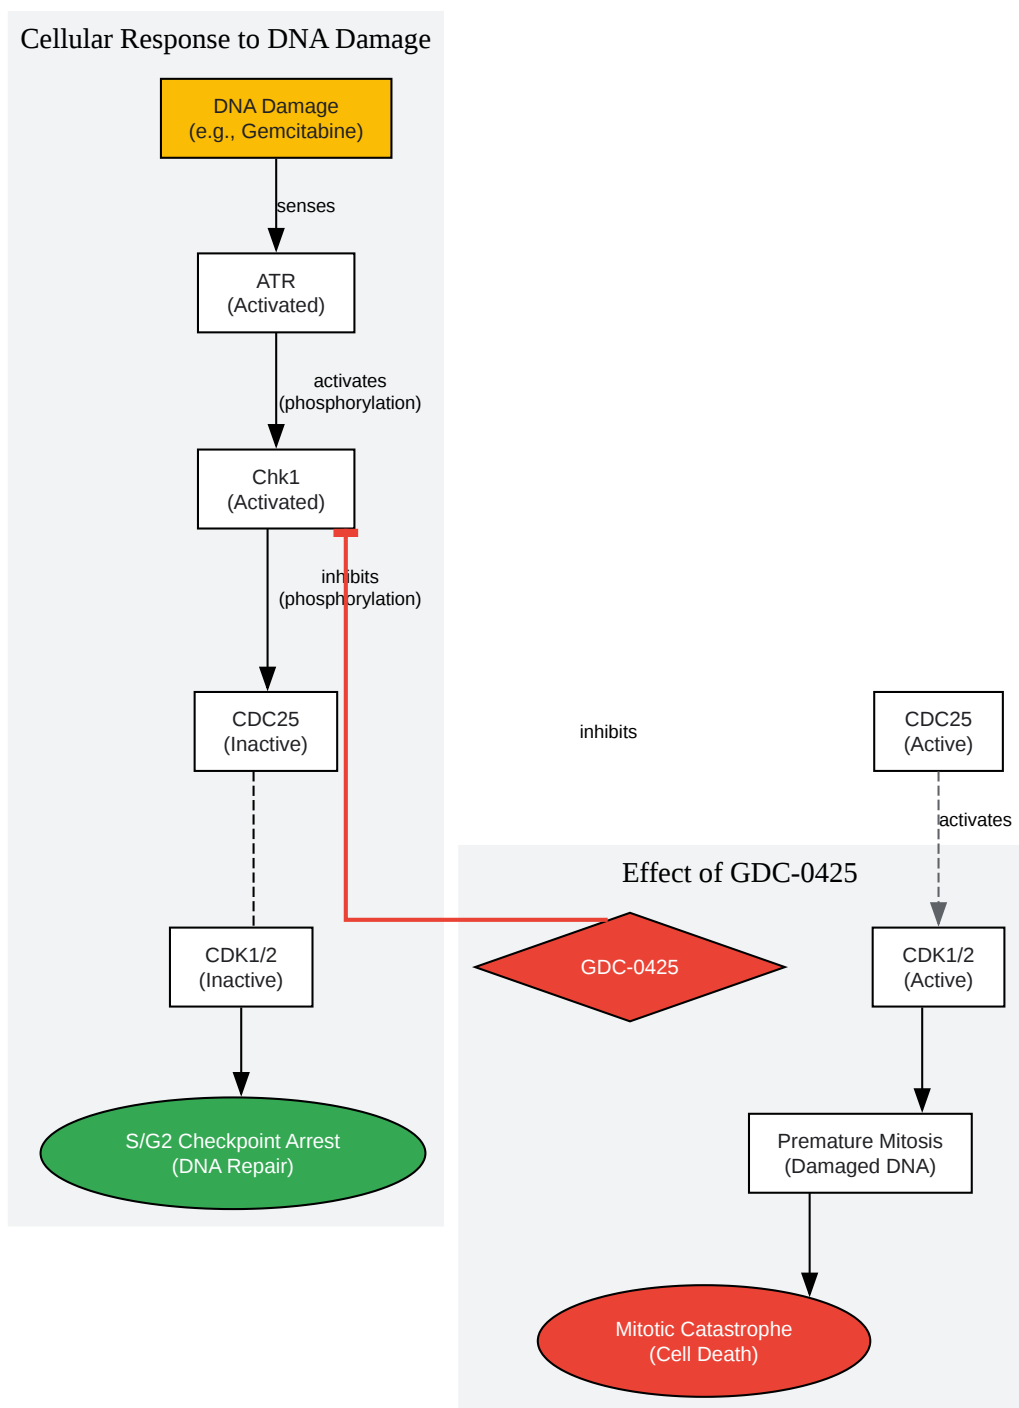 Cellular Response to DNA Damage
DNA Damage
(e.g., Gemcitabine)
senses
ATR
(Activated)
activates
(phosphorylation)
Chk1
(Activated)
inhibits
(phosphorylation)
CDC25
(Inactive)
CDK1/2
(Inactive)
S/G2 Checkpoint Arrest
(DNA Repair)
inhibits
CDC25
(Active)
activates
Effect of GDC-0425
GDC-0425
CDK1/2
(Active)
Premature Mitosis
(Damaged DNA)
Mitotic Catastrophe
(Cell Death)